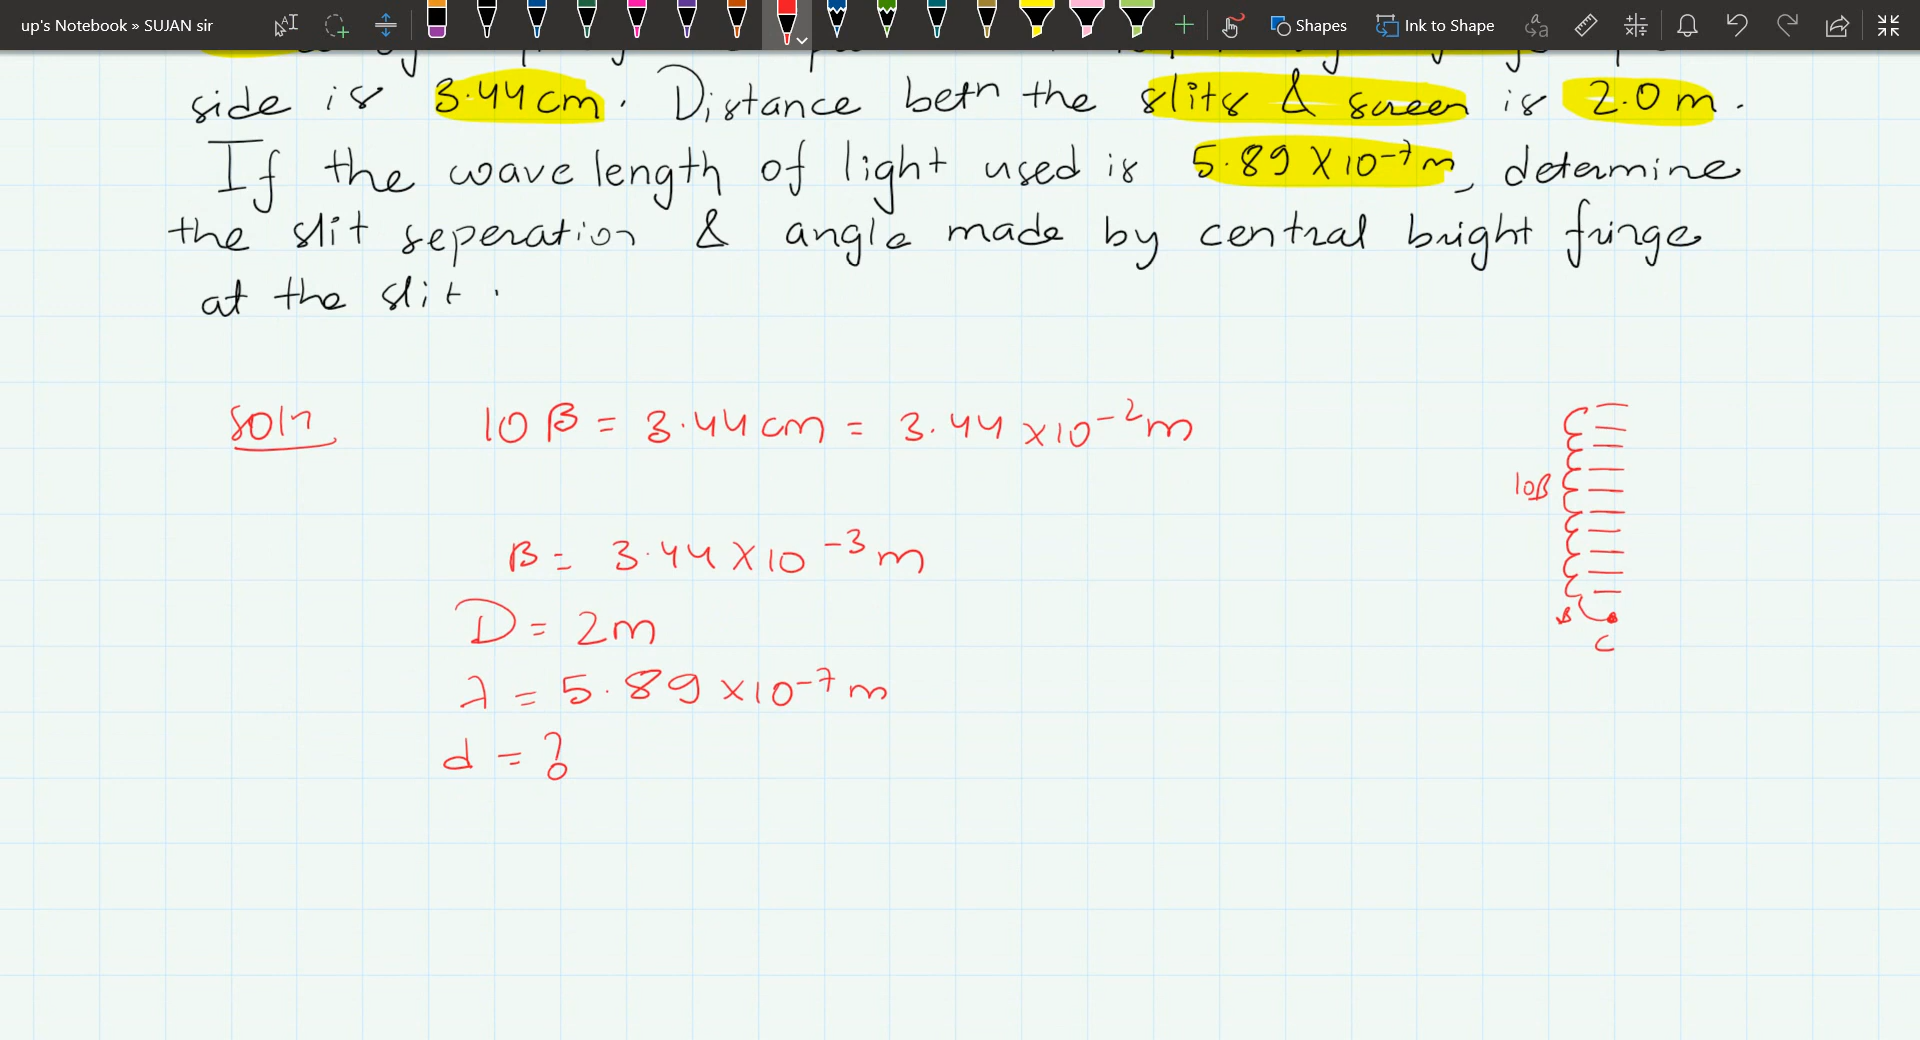 up's Notebook » SUJAN sir
Shapes
Ink to Shape
side is 3.44 cm. Distance betn the slits & screen is 2.0 m.
If the wave length of light used is 5.89 × 10⁻⁷ m, determine
the slit seperation & angle made by central bright fringe
at the slit.
Soln 10 β = 3.44 cm = 3.44 × 10⁻² m
10β
β = 3.44 × 10⁻³ m
D = 2m
β
C
λ = 5.89 × 10⁻⁷ m
d = ?